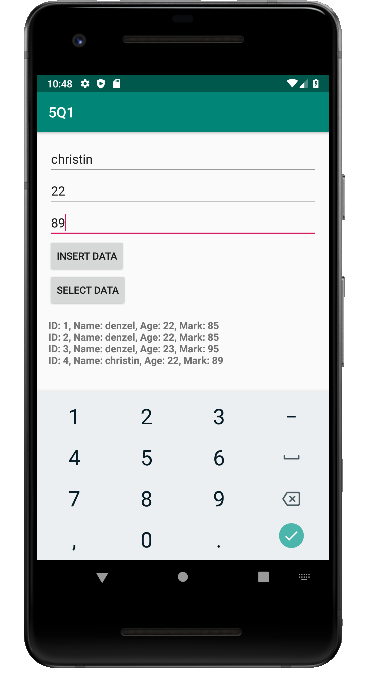 10:48
5Q1
christin
22
89
INSERT DATA
SELECT DATA
ID: 1, Name: denzel, Age: 22, Mark: 85
ID: 2, Name: denzel, Age: 22, Mark: 85
ID: 3, Name: denzel, Age: 23, Mark: 95
ID: 4, Name: christin, Age: 22, Mark: 89
1 2 3 –
4 5 6
7 8 9
, 0 .